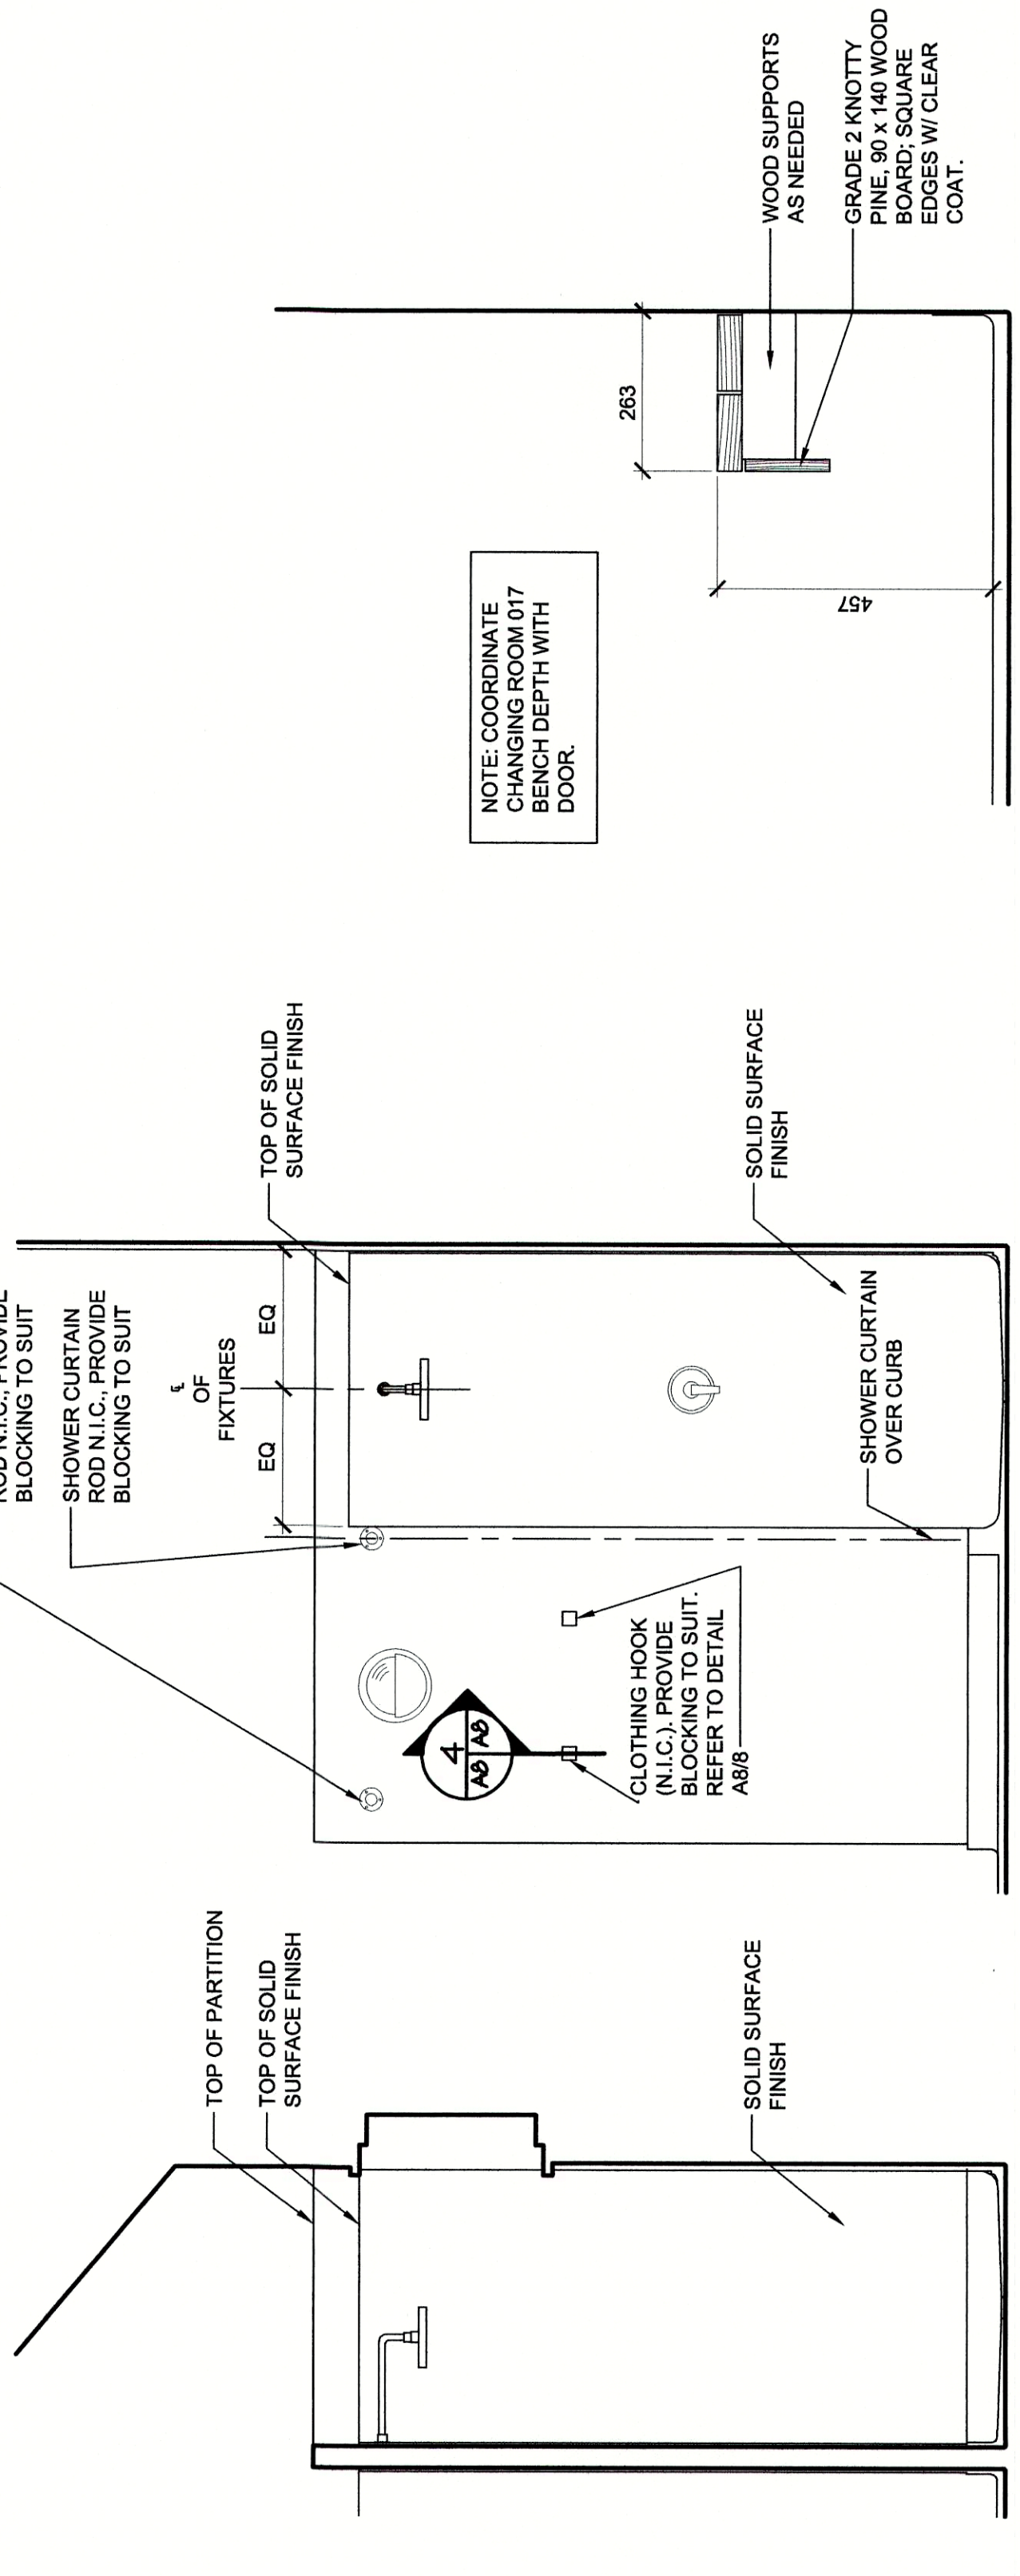 ROD N.I.C., PROVIDE
BLOCKING TO SUIT
SHOWER CURTAIN
ROD N.I.C., PROVIDE
BLOCKING TO SUIT
℄
OF
FIXTURES
EQ
EQ
TOP OF PARTITION
TOP OF SOLID
SURFACE FINISH
SOLID SURFACE
FINISH
TOP OF SOLID
SURFACE FINISH
SOLID SURFACE
FINISH
SHOWER CURTAIN
OVER CURB
4
A8
A8
CLOTHING HOOK
(N.I.C.). PROVIDE
BLOCKING TO SUIT.
REFER TO DETAIL
A8/8
NOTE: COORDINATE
CHANGING ROOM 017
BENCH DEPTH WITH
DOOR.
263
457
WOOD SUPPORTS
AS NEEDED
GRADE 2 KNOTTY
PINE, 90 x 140 WOOD
BOARD; SQUARE
EDGES W/ CLEAR
COAT.